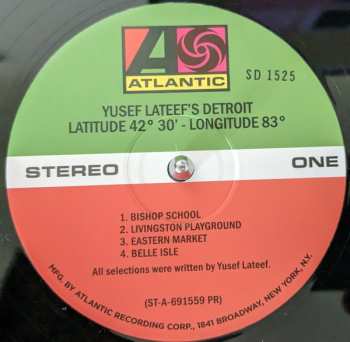 ATLANTIC
SD 1525
YUSEF LATEEF'S DETROIT
LATITUDE 42° 30' - LONGITUDE 83°
STEREO ONE
1. BISHOP SCHOOL
2. LIVINGSTON PLAYGROUND
3. EASTERN MARKET
4. BELLE ISLE
All selections were written by Yusef Lateef.
(ST-A-691559 PR)
MFG. BY ATLANTIC RECORDING CORP., 1841 BROADWAY, NEW YORK, N.Y.